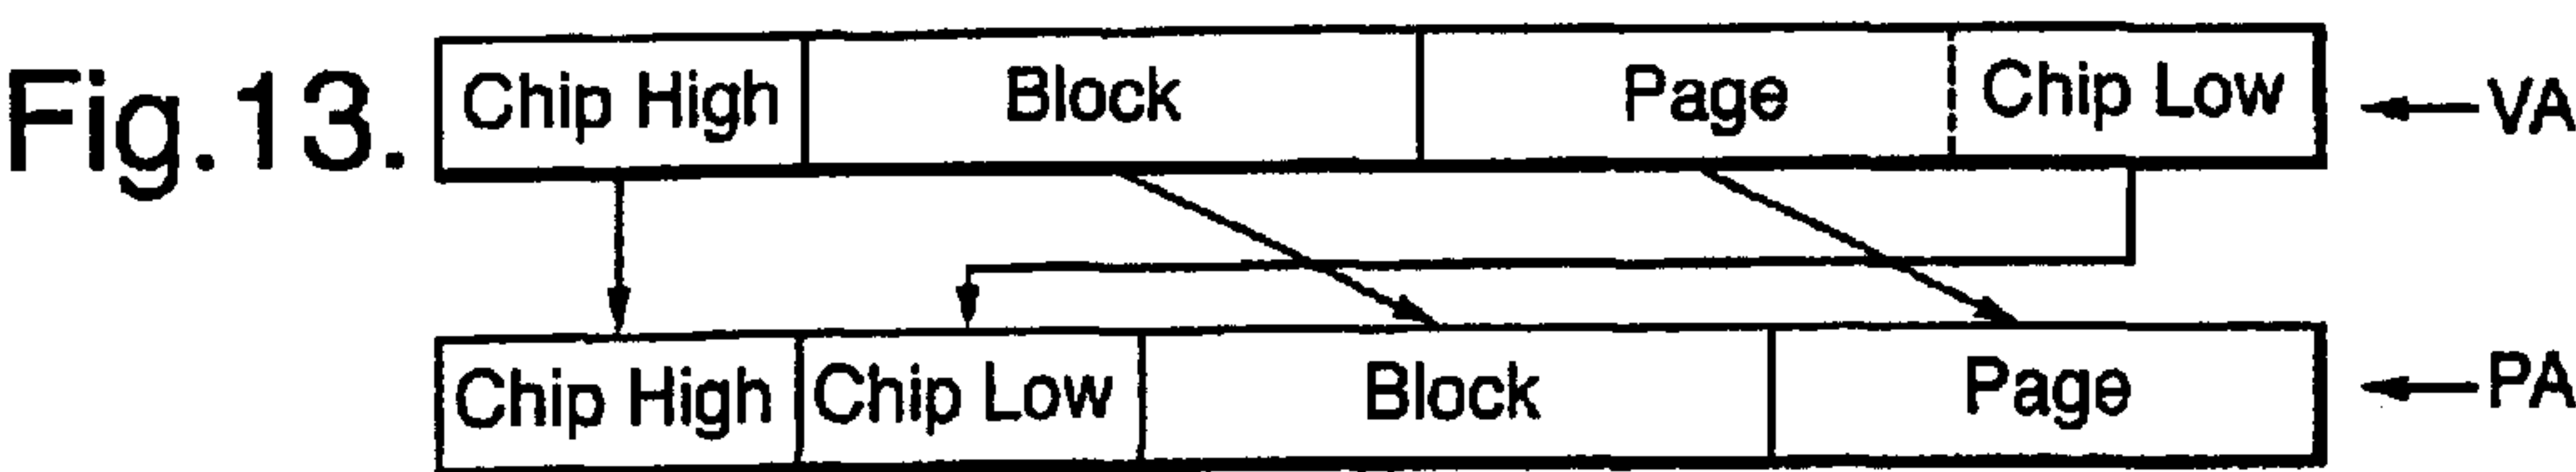 Fig.13.
Chip High Block Page Chip Low VA
Chip High Chip Low Block Page PA